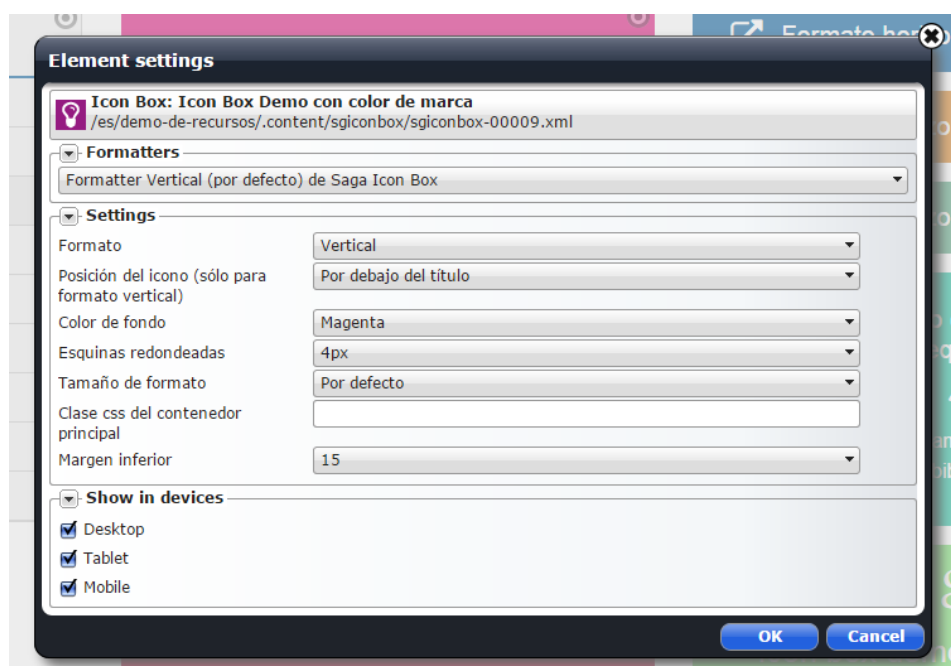 Formato
Element settings
Icon Box: Icon Box Demo con color de marca
/es/demo-de-recursos/.content/sgiconbox/sgiconbox-00009.xml
Formatters
Formatter Vertical (por defecto) de Saga Icon Box
Settings
Formato
Vertical
Posición del icono (sólo para
formato vertical)
Por debajo del título
Color de fondo
Magenta
Esquinas redondeadas
4px
Tamaño de formato
Por defecto
Clase css del contenedor
principal
Margen inferior
15
Show in devices
Desktop
Tablet
Mobile
OK
Cancel